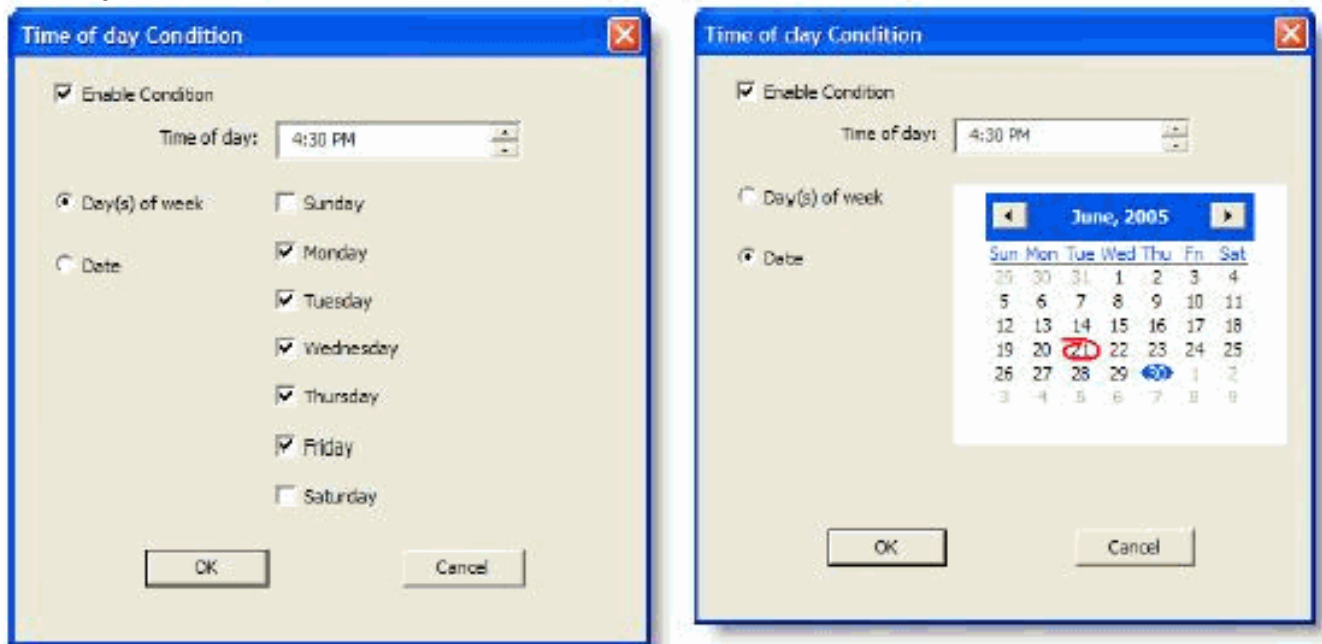 Time of day Condition
Enable Condition
Time of day: 4:30 PM
Day(s) of week
Date
Sunday
Monday
Tuesday
Wednesday
Thursday
Friday
Saturday
OK Cancel
Time of day Condition
Enable Condition
Time of day: 4:30 PM
Day(s) of week
Date
June, 2005
Sun Mon Tue Wed Thu Fri Sat
29 30 31 1 2 3 4
5 6 7 8 9 10 11
12 13 14 15 16 17 18
19 20 21 22 23 24 25
26 27 28 29 30 1 2
3 4 5 6 7 8 9
OK Cancel